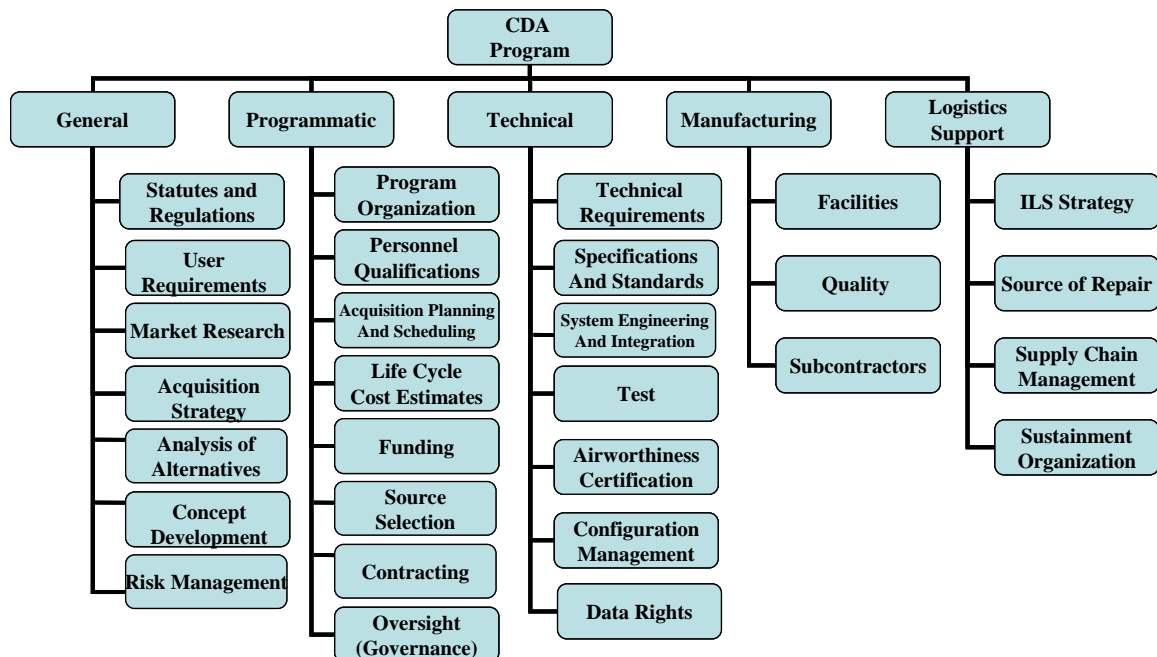 CDA
Program
General
Programmatic
Technical
Manufacturing
Logistics
Support
Statutes and
Regulations
User
Requirements
Market Research
Acquisition
Strategy
Analysis of
Alternatives
Concept
Development
Risk Management
Program
Organization
Personnel
Qualifications
Acquisition Planning
And Scheduling
Life Cycle
Cost Estimates
Funding
Source
Selection
Contracting
Oversight
(Governance)
Technical
Requirements
Specifications
And Standards
System Engineering
And Integration
Test
Airworthiness
Certification
Configuration
Management
Data Rights
Facilities
Quality
Subcontractors
ILS Strategy
Source of Repair
Supply Chain
Management
Sustainment
Organization